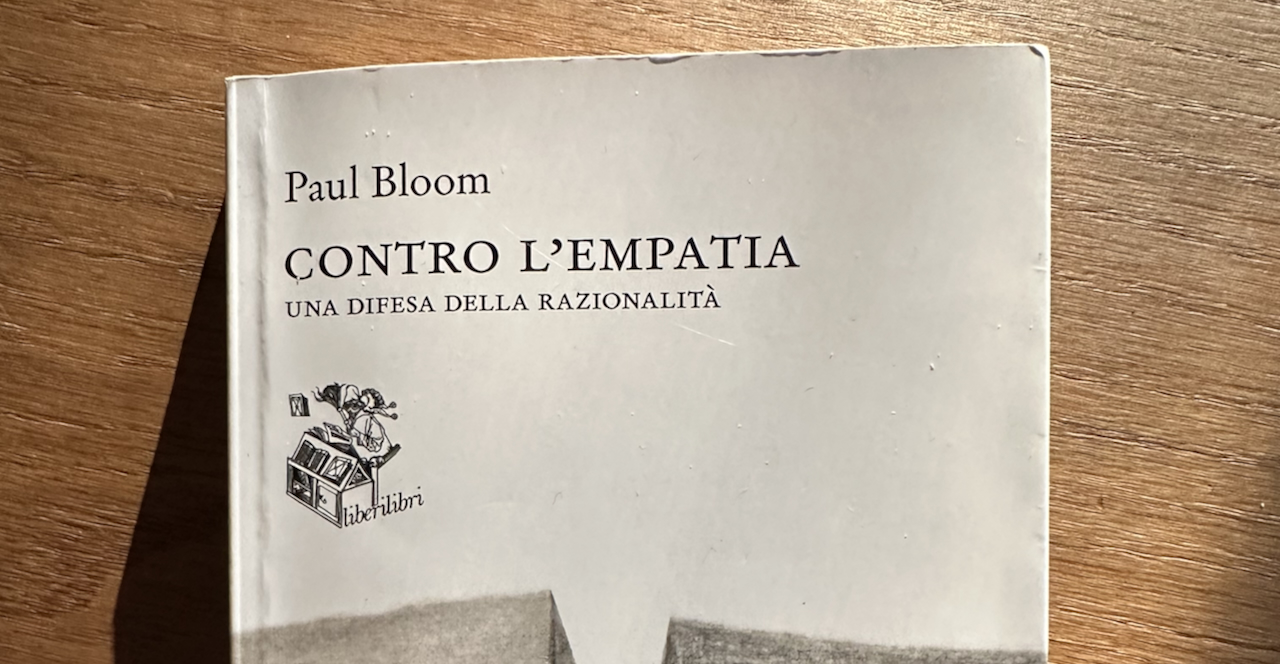 Paul Bloom
CONTRO L’EMPATIA
UNA DIFESA DELLA RAZIONALITÀ
liberilibri